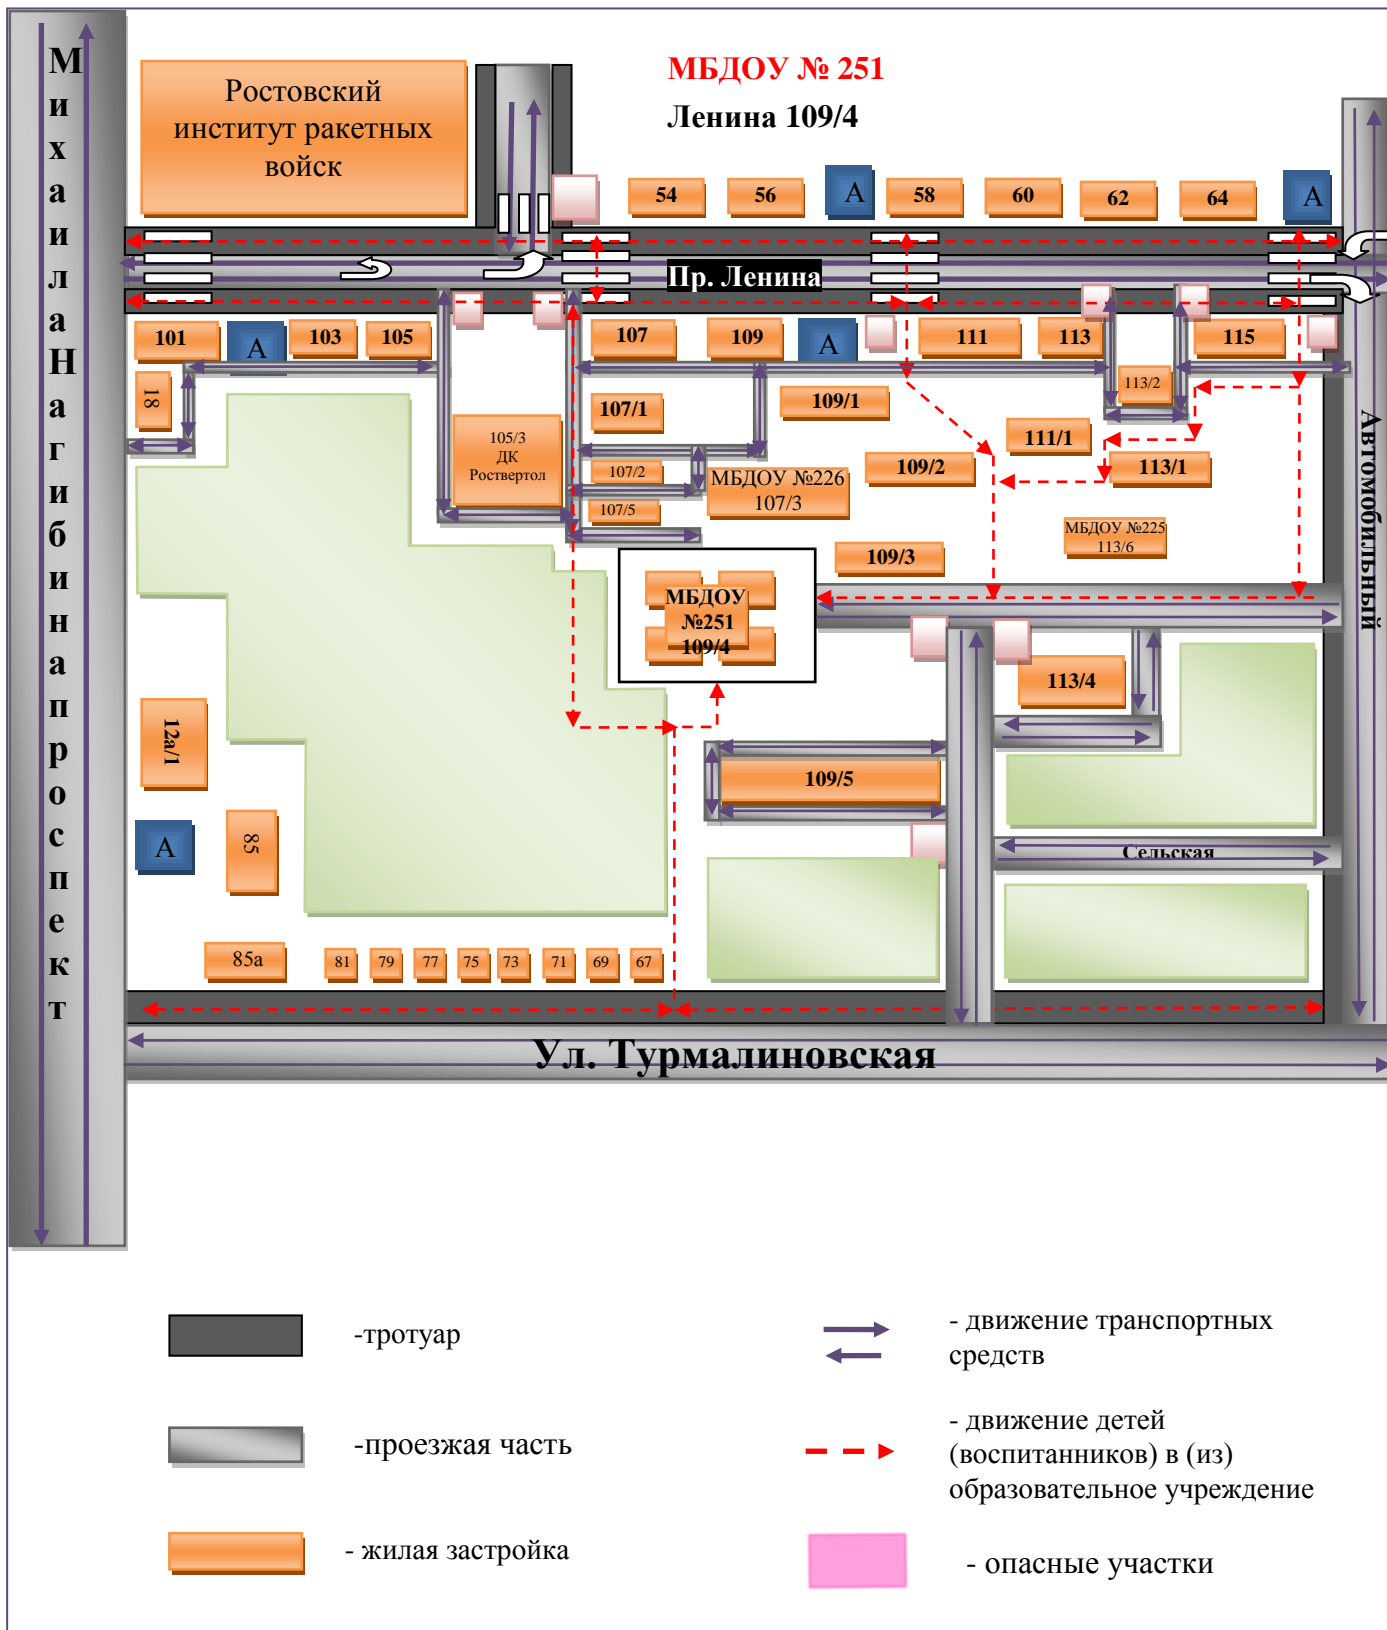 МихаилаНагибинапроспект
Ростовский
институт ракетных
войск
МБДОУ № 251
Ленина 109/4
54
56
А
58
60
62
64
А
Пр. Ленина
101
А
103
105
107
109
А
111
113
115
18
107/1
109/1
113/2
105/3
ДК
Роствертол
107/2
107/5
МБДОУ №226
107/3
109/2
111/1
113/1
МБДОУ №225
113/6
109/3
Автомобильный
МБДОУ
№251
109/4
113/4
12а/1
109/5
85
А
Сельская
85а
81
79
77
75
73
71
69
67
Ул. Турмалиновская
-тротуар
- движение транспортных
средств
-проезжая часть
- движение детей
(воспитанников) в (из)
образовательное учреждение
- жилая застройка
- опасные участки